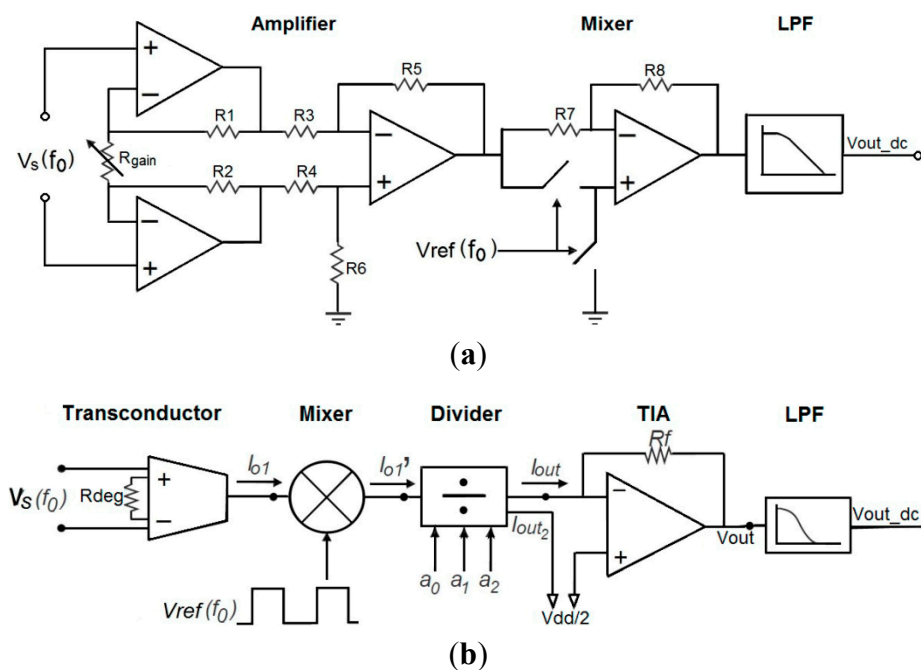 Amplifier Mixer LPF
+
−
R5
R8
R1 R3
R7
−
−
Vs(f0) Rgain
Vout_dc
R2 R4
+
+
−
Vref(f0)
+
R6
(a)
Transconductor Mixer Divider TIA LPF
Rf
Io1 Io1' Iout
Vs(f0) Rdeg + − −
Vout_dc
Iout2
Vout
+
a0 a1 a2
Vref(f0)
Vdd/2
(b)